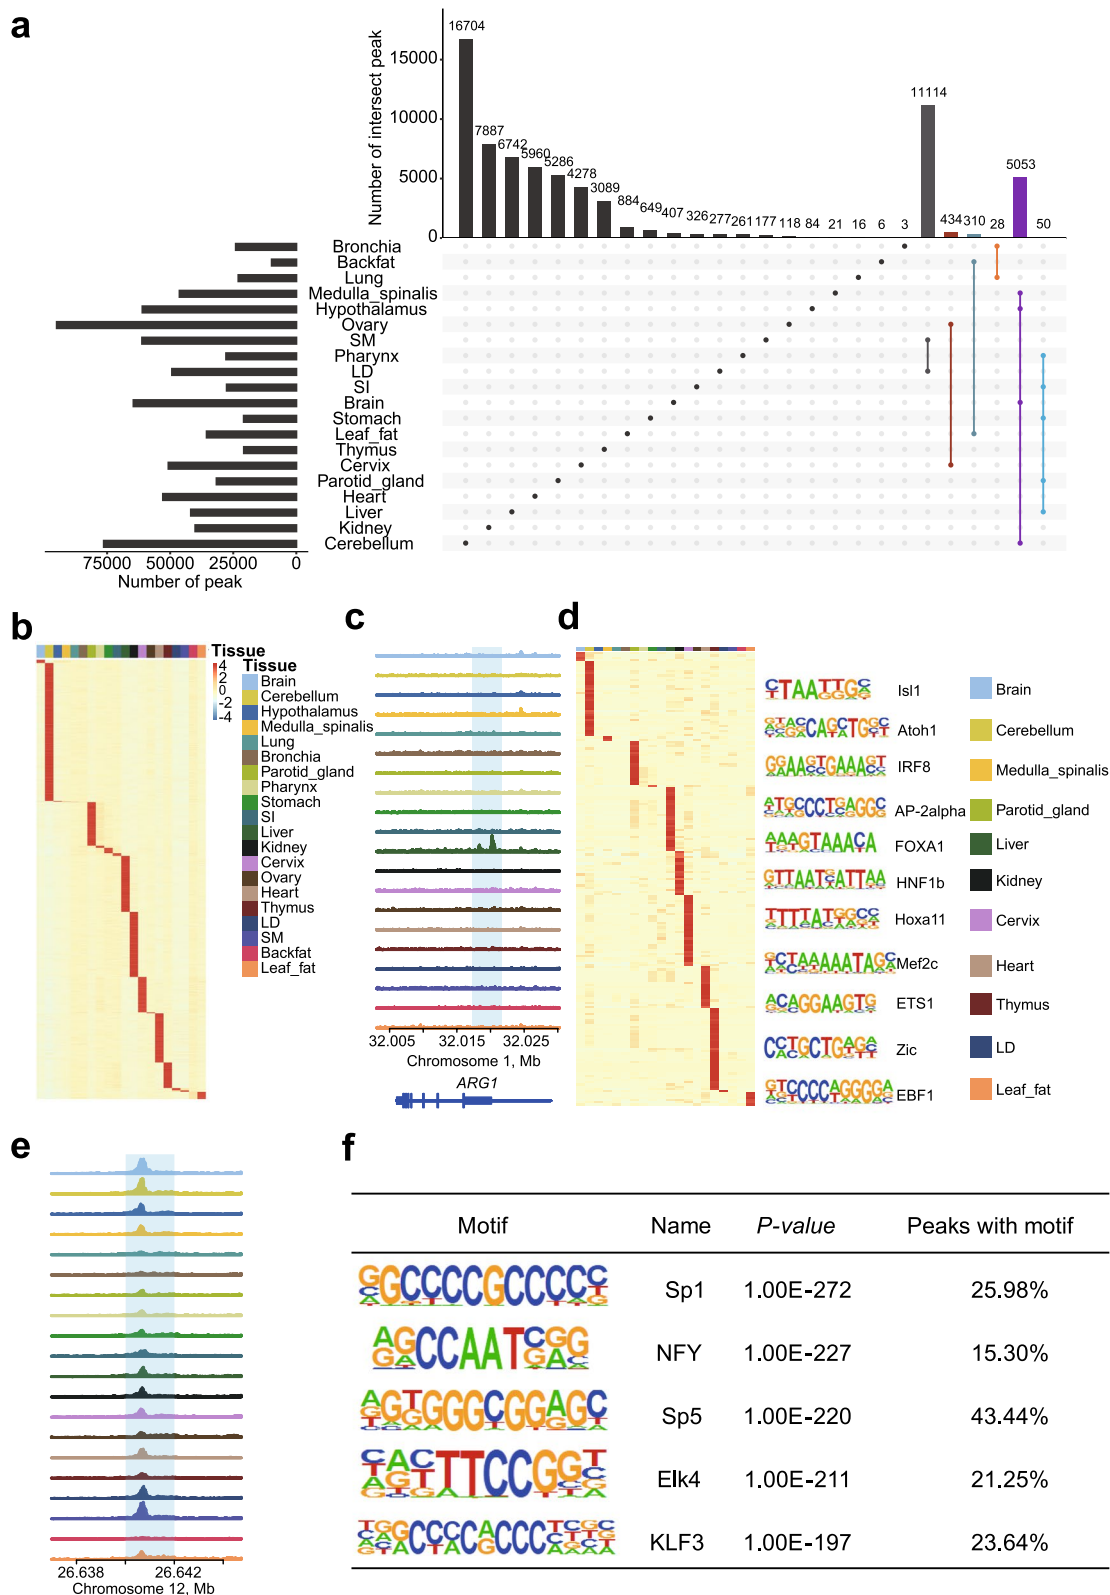 a
Number of intersect peak
15000
10000
5000
0
16704
7887
6742
5960
5286
4278
3089
884
649
407
326
277
261
177
118
84
21
16
6
3
11114
434
310
28
5053
50
Bronchia
Backfat
Lung
Medulla_spinalis
Hypothalamus
Ovary
SM
Pharynx
LD
SI
Brain
Stomach
Leaf_fat
Thymus
Cervix
Parotid_gland
Heart
Liver
Kidney
Cerebellum
75000 50000 25000 0
Number of peak
b
Tissue
4
2
0
-2
-4
Tissue
Brain
Cerebellum
Hypothalamus
Medulla_spinalis
Lung
Bronchia
Parotid_gland
Pharynx
Stomach
SI
Liver
Kidney
Cervix
Ovary
Heart
Thymus
LD
SM
Backfat
Leaf_fat
c
32.005 32.015 32.025
Chromosome 1, Mb
ARG1
d
Isl1 Brain
Atoh1 Cerebellum
IRF8 Medulla_spinalis
AP-2alpha Parotid_gland
FOXA1 Liver
HNF1b Kidney
Hoxa11 Cervix
Mef2c Heart
ETS1 Thymus
Zic LD
EBF1 Leaf_fat
e
26.638 26.642
Chromosome 12, Mb
f
Motif Name P-value Peaks with motif
Sp1 1.00E-272 25.98%
NFY 1.00E-227 15.30%
Sp5 1.00E-220 43.44%
Elk4 1.00E-211 21.25%
KLF3 1.00E-197 23.64%